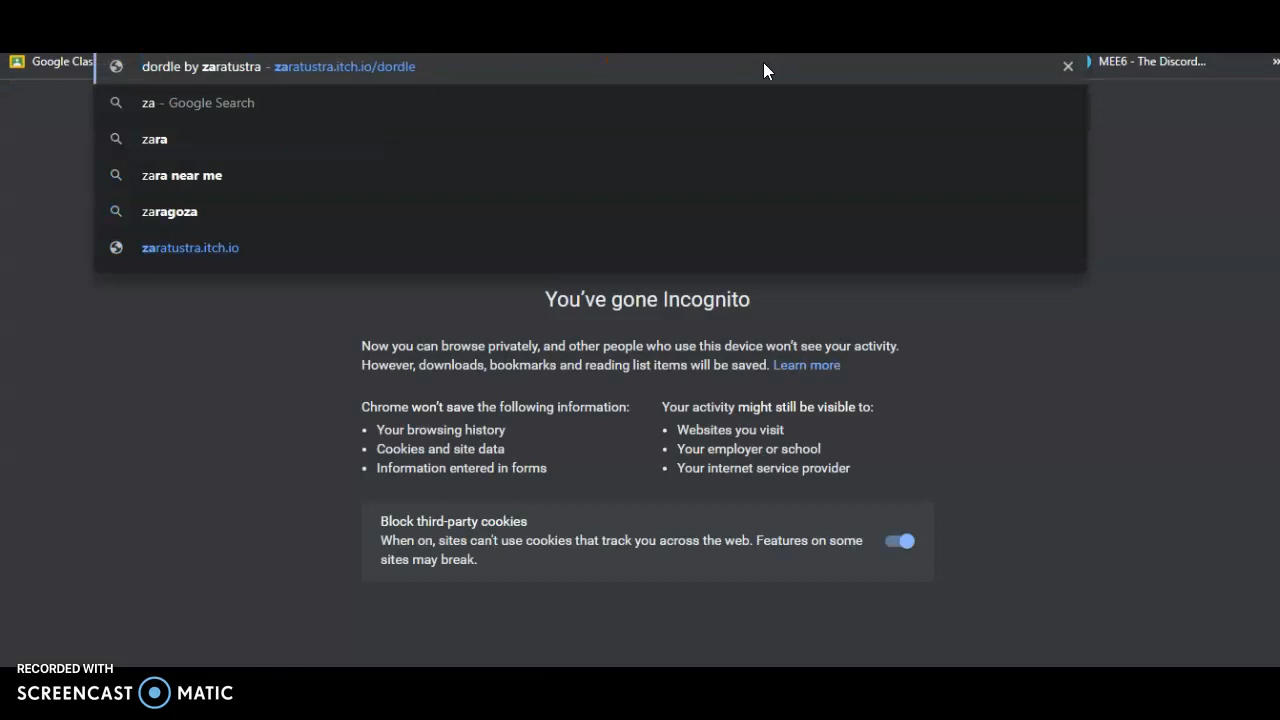 Google Clas
dordle by zaratustra - zaratustra.itch.io/dordle
MEE6 - The Discord...
za - Google Search
zara
zara near me
zaragoza
zaratustra.itch.io
You've gone Incognito
Now you can browse privately, and other people who use this device won't see your activity.
However, downloads, bookmarks and reading list items will be saved. Learn more
Chrome won't save the following information:
• Your browsing history
• Cookies and site data
• Information entered in forms
Your activity might still be visible to:
• Websites you visit
• Your employer or school
• Your internet service provider
Block third-party cookies
When on, sites can't use cookies that track you across the web. Features on some
sites may break.
RECORDED WITH
SCREENCAST MATIC